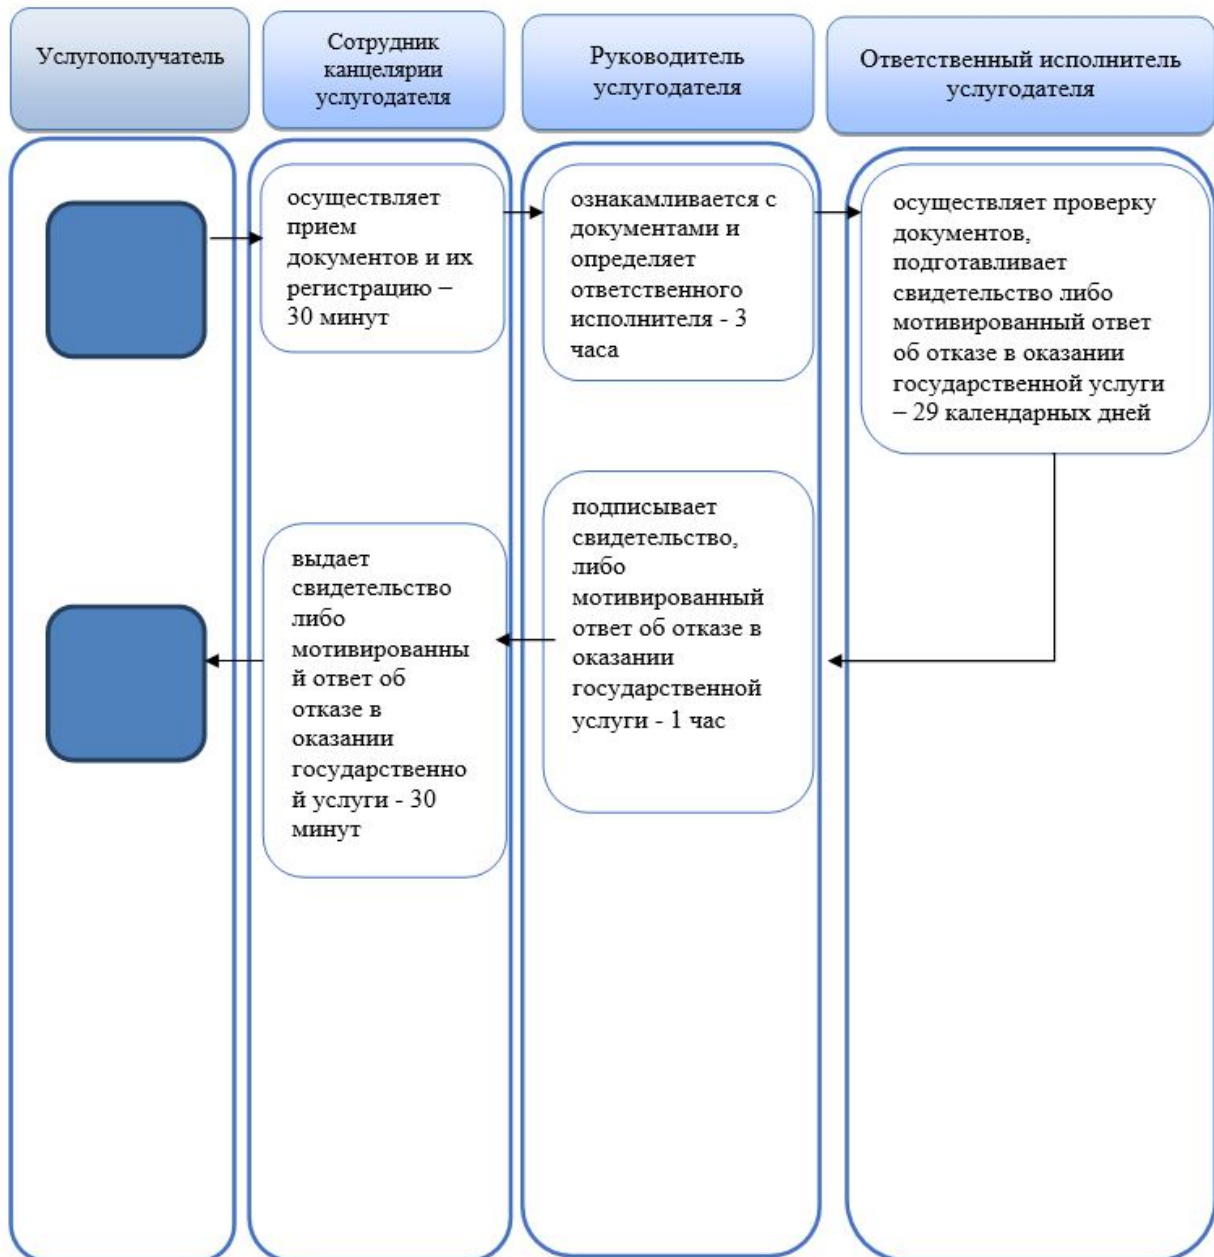 Услугополучатель
Сотрудник
канцелярии
услугодателя
Руководитель
услугодателя
Ответственный исполнитель
услугодателя
осуществляет
прием
документов и их
регистрацию –
30 минут
ознакамливается с
документами и
определяет
ответственного
исполнителя - 3
часа
осуществляет проверку
документов,
подготавливает
свидетельство либо
мотивированный ответ
об отказе в оказании
государственной услуги
– 29 календарных дней
подписывает
свидетельство,
либо
мотивированный
ответ об отказе в
оказании
государственной
услуги - 1 час
выдает
свидетельство
либо
мотивированны
й ответ об
отказе в
оказании
государственно
й услуги - 30
минут